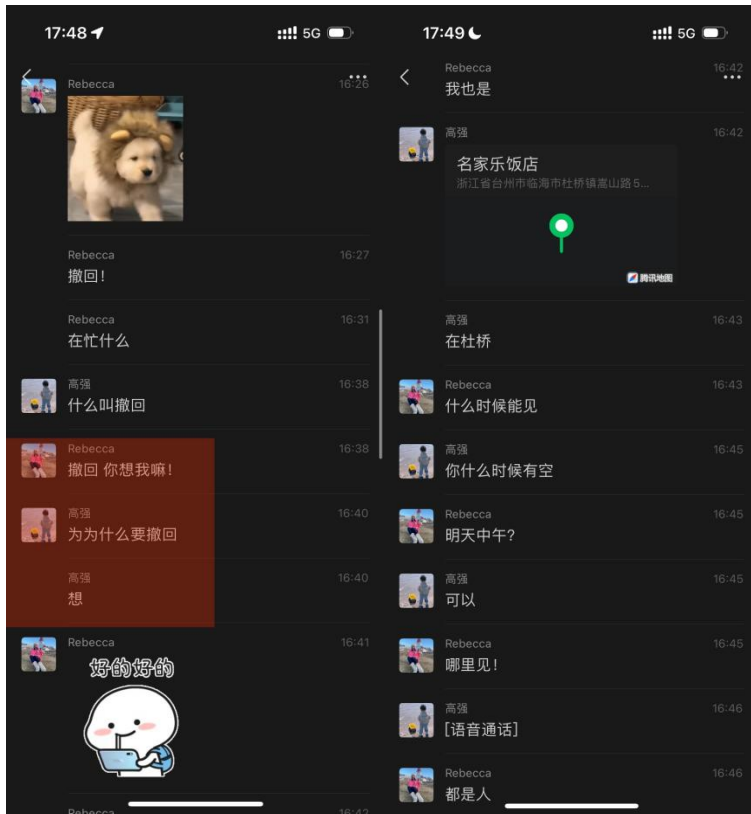 17:48
5G
Rebecca
16:26
Rebecca
16:27
撤回！
Rebecca
16:31
在忙什么
高强
16:38
什么叫撤回
Rebecca
16:38
撤回 你想我嘛！
高强
16:40
为为什么要撤回
高强
16:40
想
Rebecca
16:41
好的好的
Rebecca
16:42
17:49
5G
Rebecca
16:42
我也是
高强
16:42
名家乐饭店
浙江省台州市临海市杜桥镇嵩山路5...
腾讯地图
高强
16:43
在杜桥
Rebecca
16:43
什么时候能见
高强
16:45
你什么时候有空
Rebecca
16:45
明天中午?
高强
16:45
可以
Rebecca
16:45
哪里见！
高强
16:46
[语音通话]
Rebecca
16:46
都是人